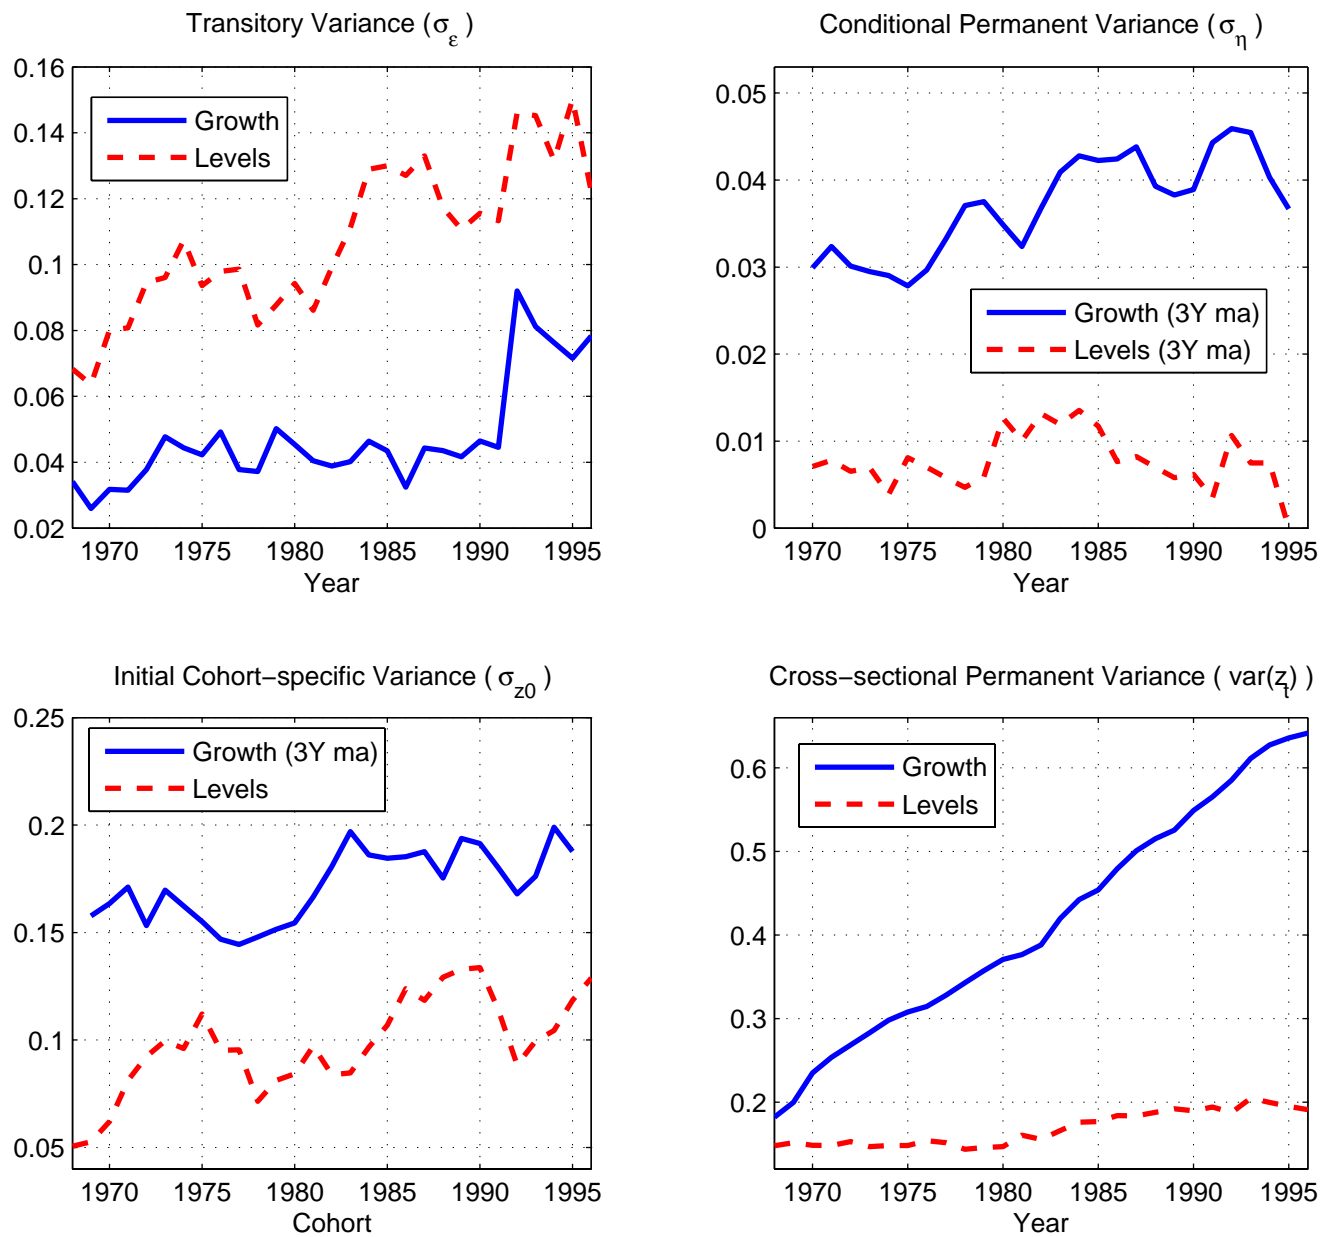 Transitory Variance (σε)
0.16
0.14
0.12
0.1
0.08
0.06
0.04
0.02
Growth
Levels
1970 1975 1980 1985 1990 1995
Year
Conditional Permanent Variance (ση)
0.05
0.04
0.03
0.02
0.01
0
Growth (3Y ma)
Levels (3Y ma)
1970 1975 1980 1985 1990 1995
Year
Initial Cohort−specific Variance (σz0)
0.25
0.2
0.15
0.1
0.05
Growth (3Y ma)
Levels
1970 1975 1980 1985 1990 1995
Cohort
Cross−sectional Permanent Variance (var(zt))
0.6
0.5
0.4
0.3
0.2
Growth
Levels
1970 1975 1980 1985 1990 1995
Year